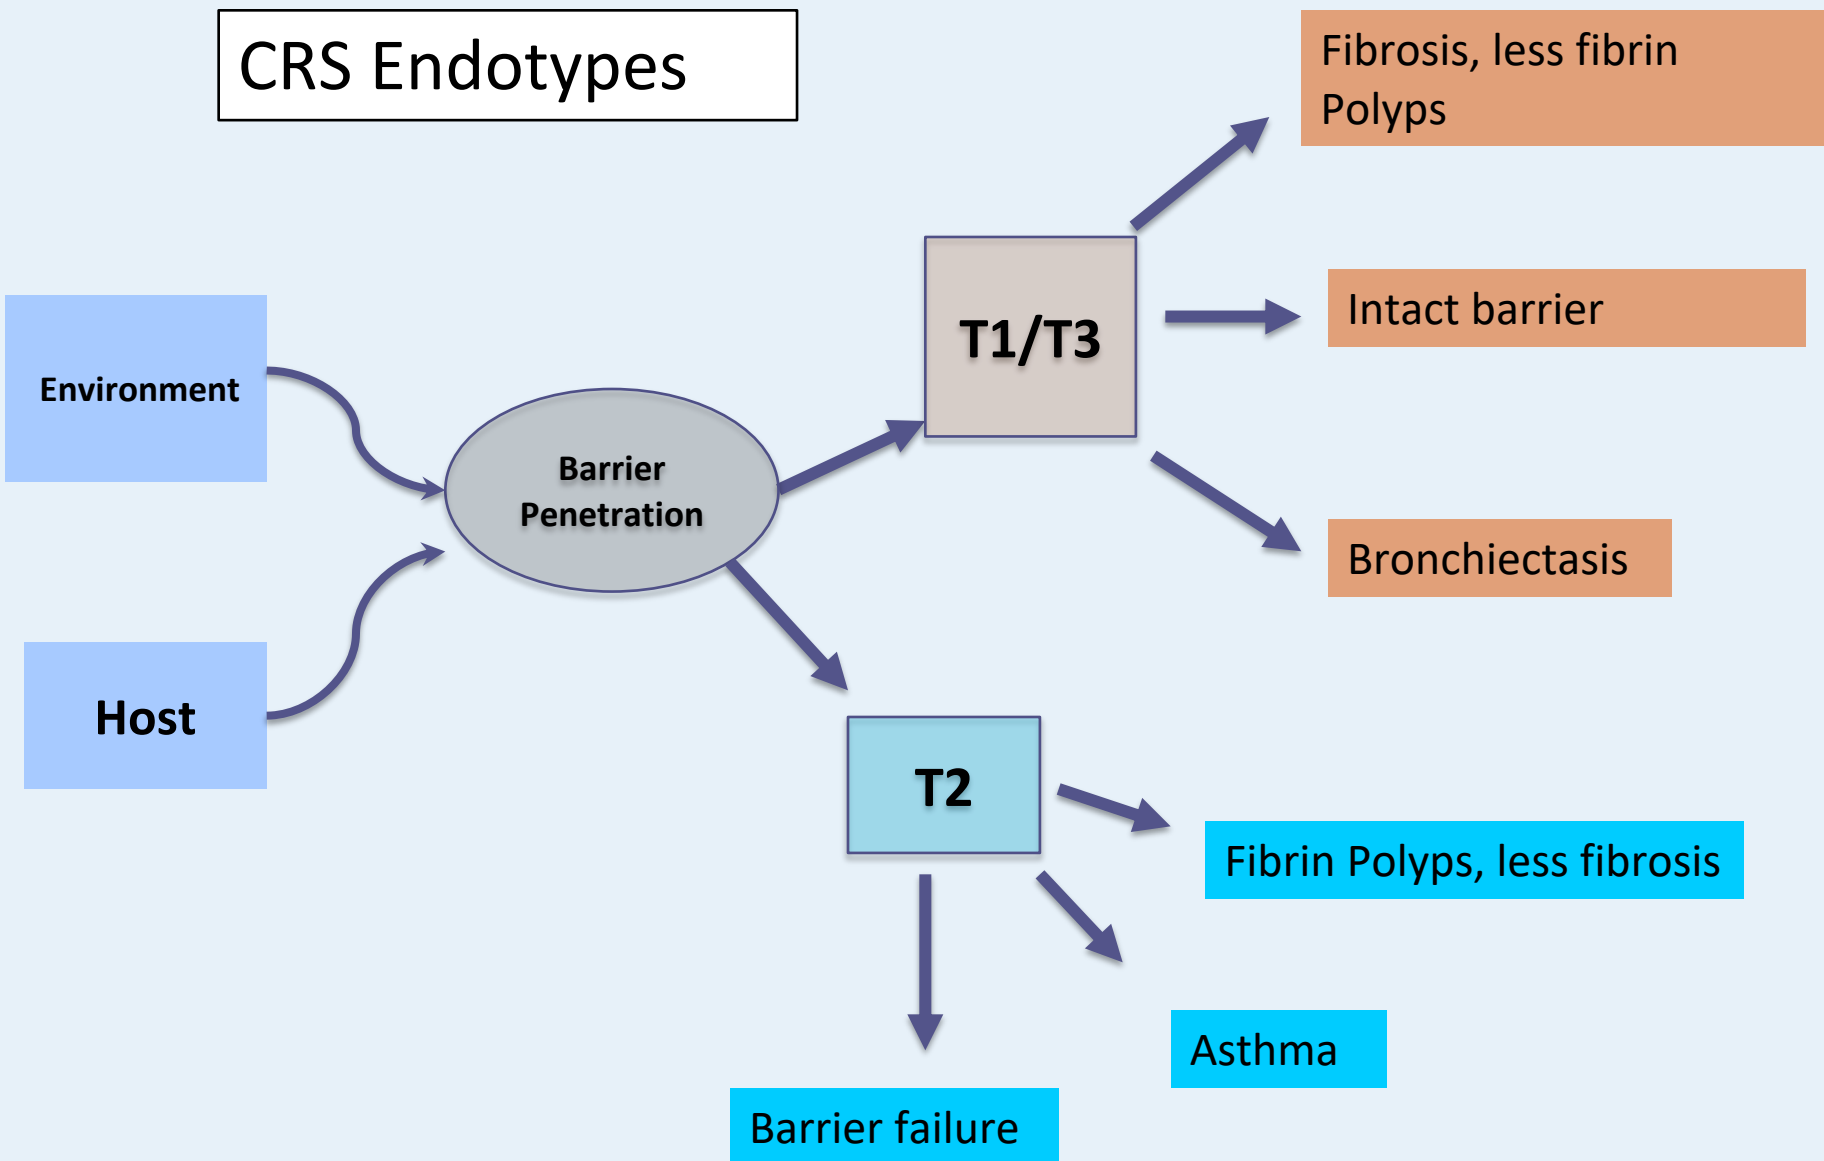 CRS Endotypes
Fibrosis, less fibrin
Polyps
T1/T3
Intact barrier
Environment
Barrier
Penetration
Bronchiectasis
Host
T2
Fibrin Polyps, less fibrosis
Asthma
Barrier failure